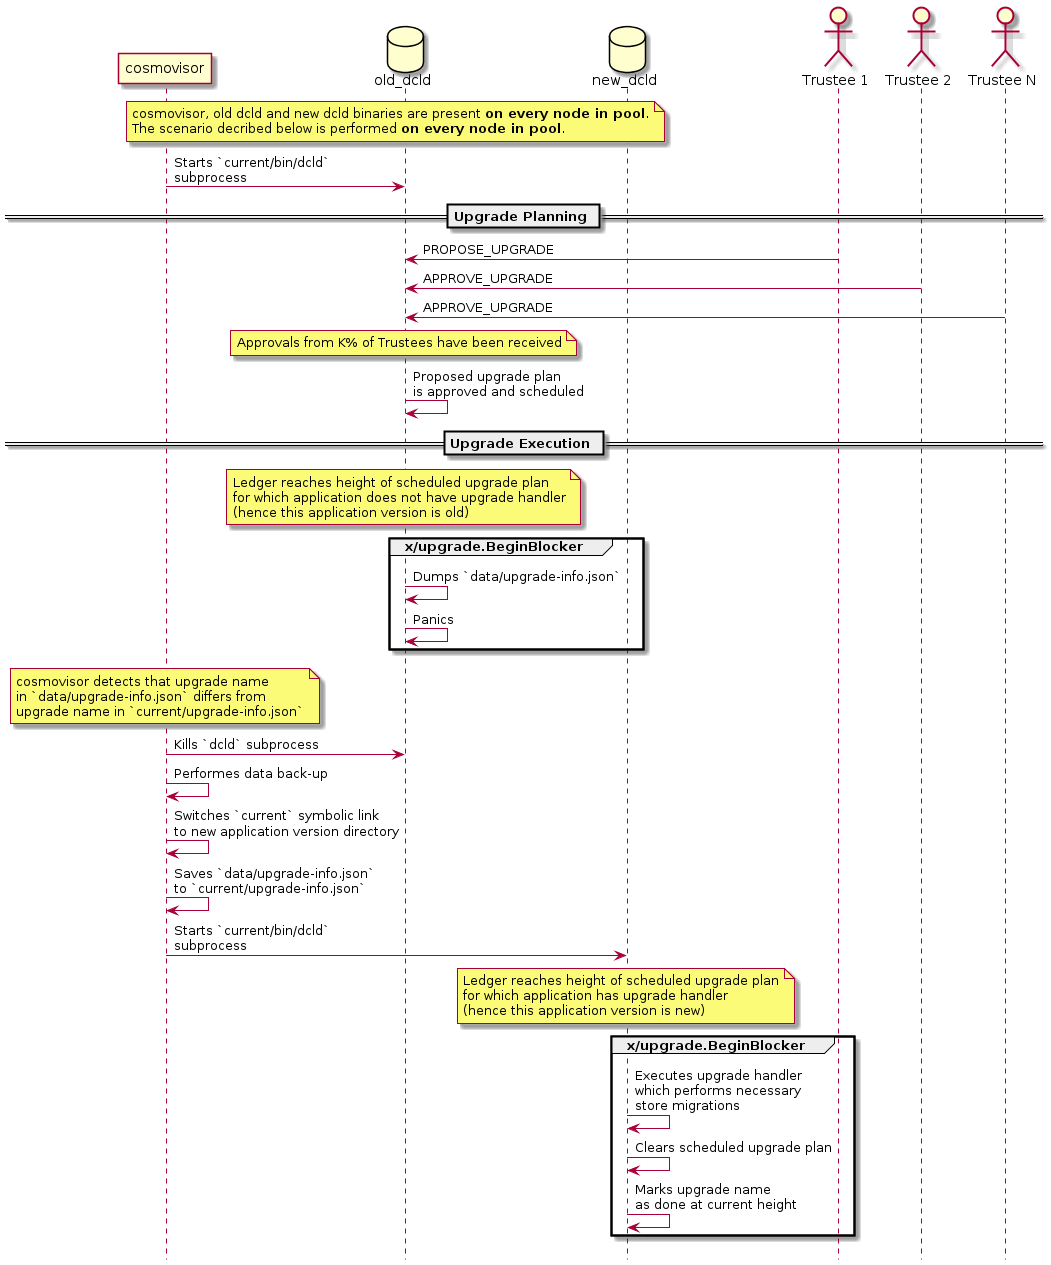 cosmovisor
old_dcld
new_dcld
Trustee 1
Trustee 2
Trustee N
cosmovisor, old dcld and new dcld binaries are present on every node in pool.
The scenario decribed below is performed on every node in pool.
Starts `current/bin/dcld`
subprocess
Upgrade Planning
PROPOSE_UPGRADE
APPROVE_UPGRADE
APPROVE_UPGRADE
Approvals from K% of Trustees have been received
Proposed upgrade plan
is approved and scheduled
Upgrade Execution
Ledger reaches height of scheduled upgrade plan
for which application does not have upgrade handler
(hence this application version is old)
x/upgrade.BeginBlocker
Dumps `data/upgrade-info.json`
Panics
cosmovisor detects that upgrade name
in `data/upgrade-info.json` differs from
upgrade name in `current/upgrade-info.json`
Kills `dcld` subprocess
Performes data back-up
Switches `current` symbolic link
to new application version directory
Saves `data/upgrade-info.json`
to `current/upgrade-info.json`
Starts `current/bin/dcld`
subprocess
Ledger reaches height of scheduled upgrade plan
for which application has upgrade handler
(hence this application version is new)
x/upgrade.BeginBlocker
Executes upgrade handler
which performs necessary
store migrations
Clears scheduled upgrade plan
Marks upgrade name
as done at current height